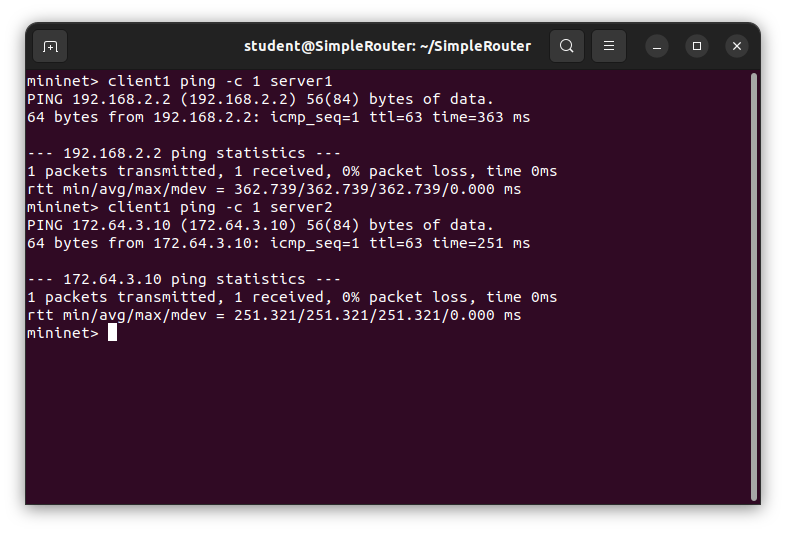 student@SimpleRouter: ~/SimpleRouter
mininet> client1 ping -c 1 server1
PING 192.168.2.2 (192.168.2.2) 56(84) bytes of data.
64 bytes from 192.168.2.2: icmp_seq=1 ttl=63 time=363 ms
--- 192.168.2.2 ping statistics ---
1 packets transmitted, 1 received, 0% packet loss, time 0ms
rtt min/avg/max/mdev = 362.739/362.739/362.739/0.000 ms
mininet> client1 ping -c 1 server2
PING 172.64.3.10 (172.64.3.10) 56(84) bytes of data.
64 bytes from 172.64.3.10: icmp_seq=1 ttl=63 time=251 ms
--- 172.64.3.10 ping statistics ---
1 packets transmitted, 1 received, 0% packet loss, time 0ms
rtt min/avg/max/mdev = 251.321/251.321/251.321/0.000 ms
mininet>